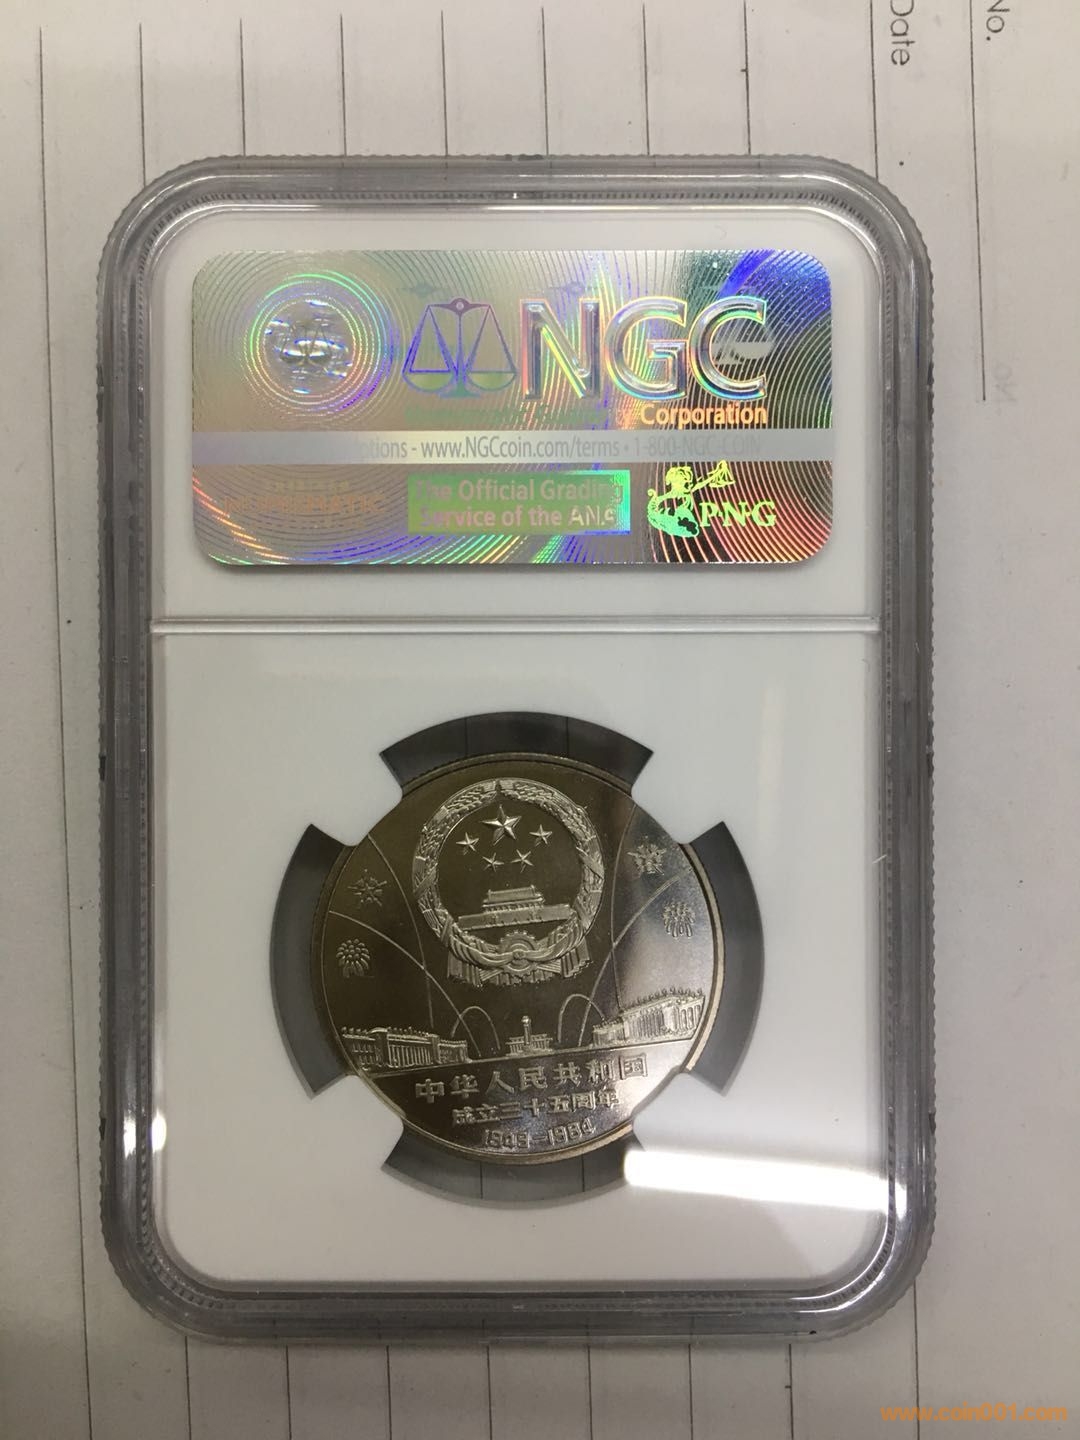 No.
Date
NGC
Corporation
www.NGCcoin.com/terms • 1-800-NGC-COIN
The Official Grading
Service of the ANA
PNG
中华人民共和国
成立三十五周年
1949-1984
www.coin001.com